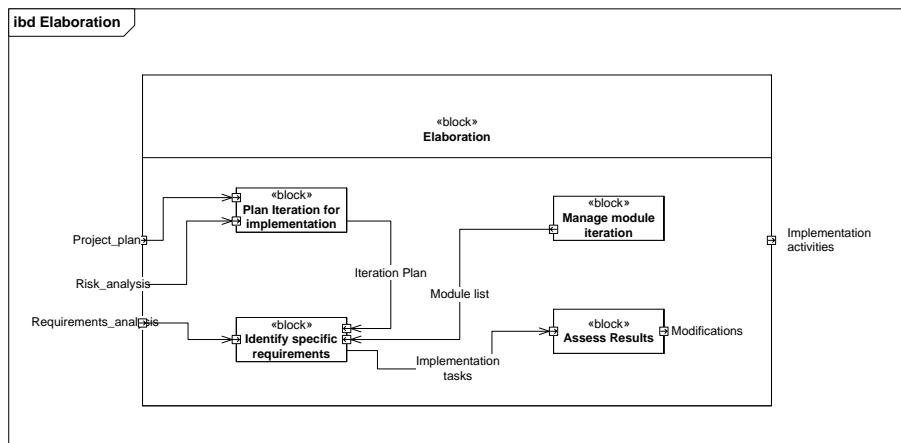 ibd Elaboration
«block»
Elaboration
«block»
Plan Iteration for
implementation
«block»
Manage module
iteration
Project_plan
Implementation
activities
Iteration Plan
Risk_analysis
Module list
Requirements_analysis
«block»
Identify specific
requirements
«block»
Assess Results
Modifications
Implementation
tasks